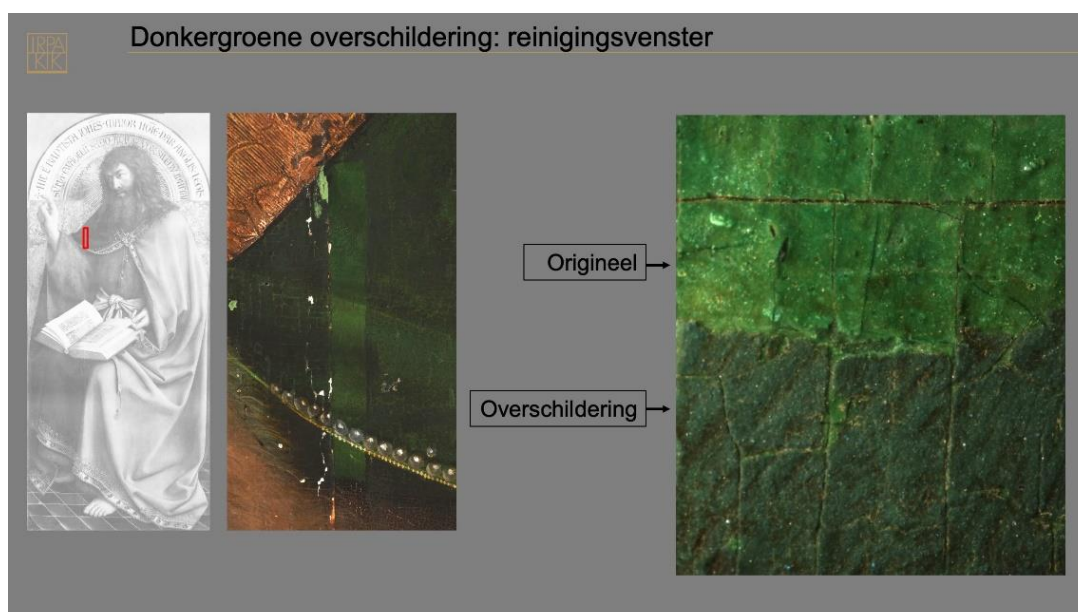 IRPA
KIK
Donkergroene overschildering: reinigingsvenster
Origineel
Overschildering